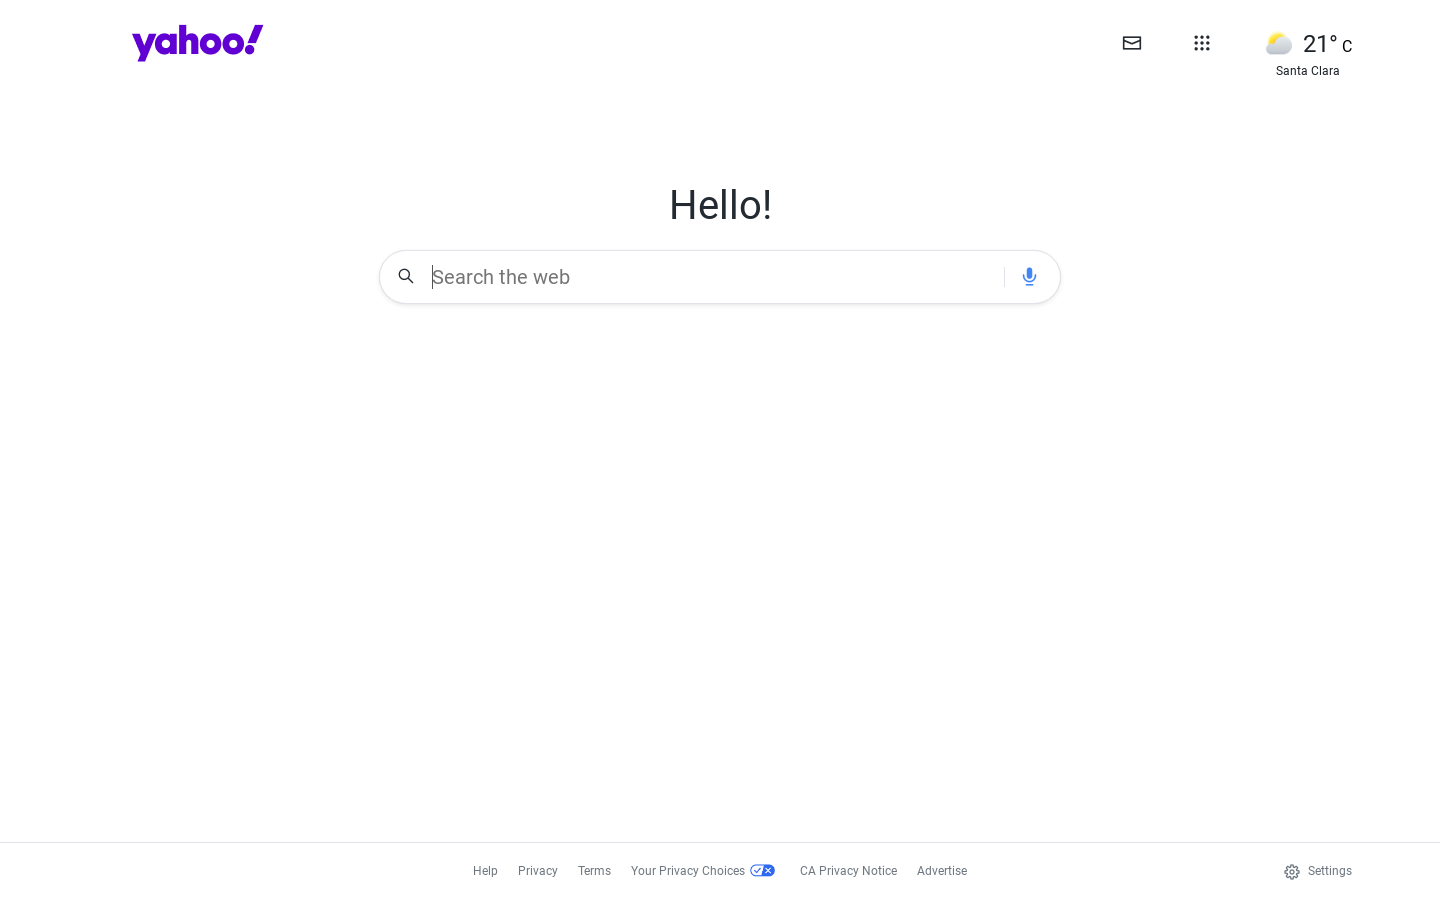 yahoo!
21° C
Santa Clara
Hello!
Search the web
Help Privacy Terms Your Privacy Choices CA Privacy Notice Advertise Settings